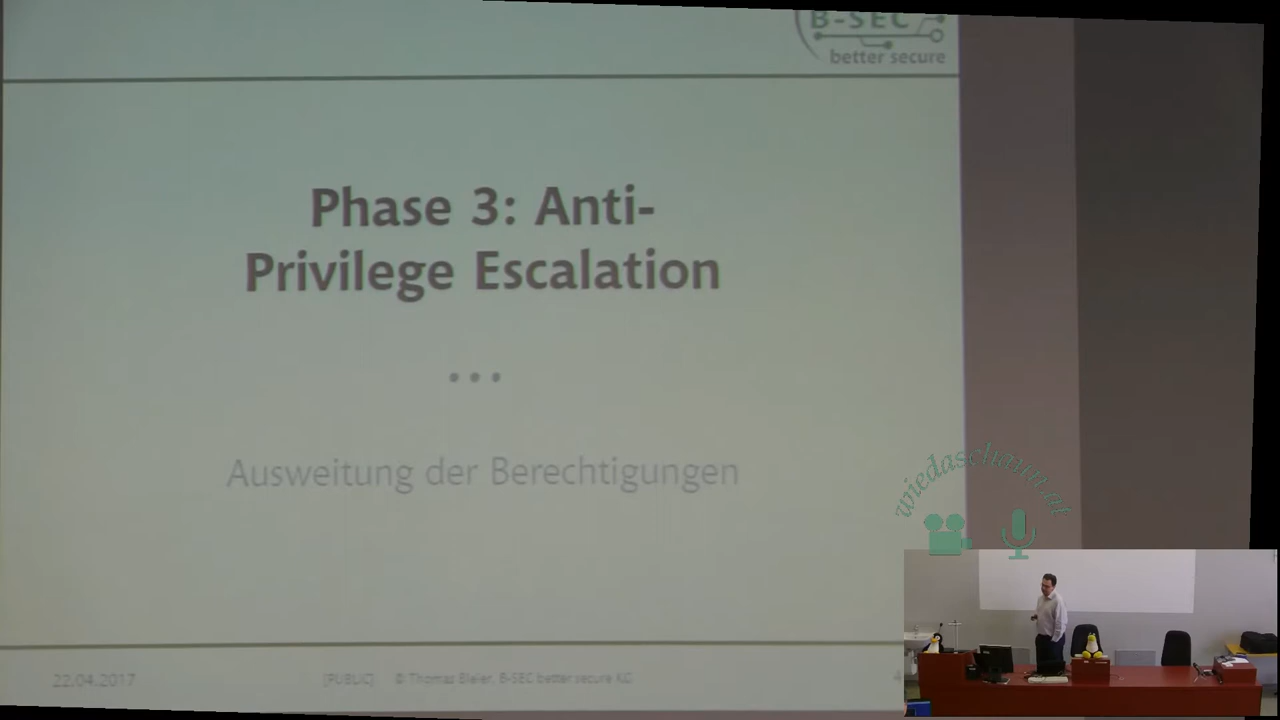 B-SEC
better secure
Phase 3: Anti-
Privilege Escalation
...
Ausweitung der Berechtigungen
wiedaschaun.at
22.04.2017 [PUBLIC] © Thomas Bleier, B-SEC better secure KG